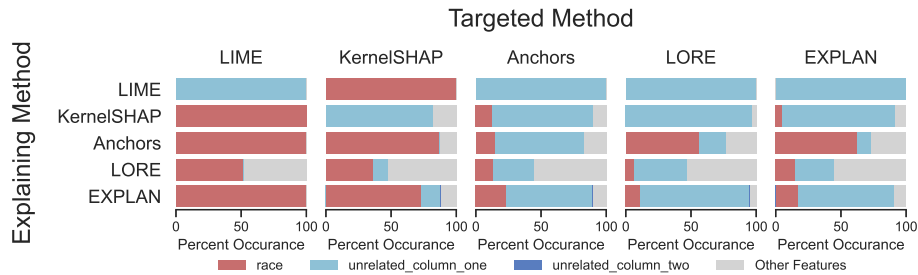 Targeted Method
LIME KernelSHAP Anchors LORE EXPLAN
Explaining Method
LIME
KernelSHAP
Anchors
LORE
EXPLAN
0 50 100 0 50 100 0 50 100 0 50 100 0 50 100
Percent Occurance Percent Occurance Percent Occurance Percent Occurance Percent Occurance
race unrelated_column_one unrelated_column_two Other Features